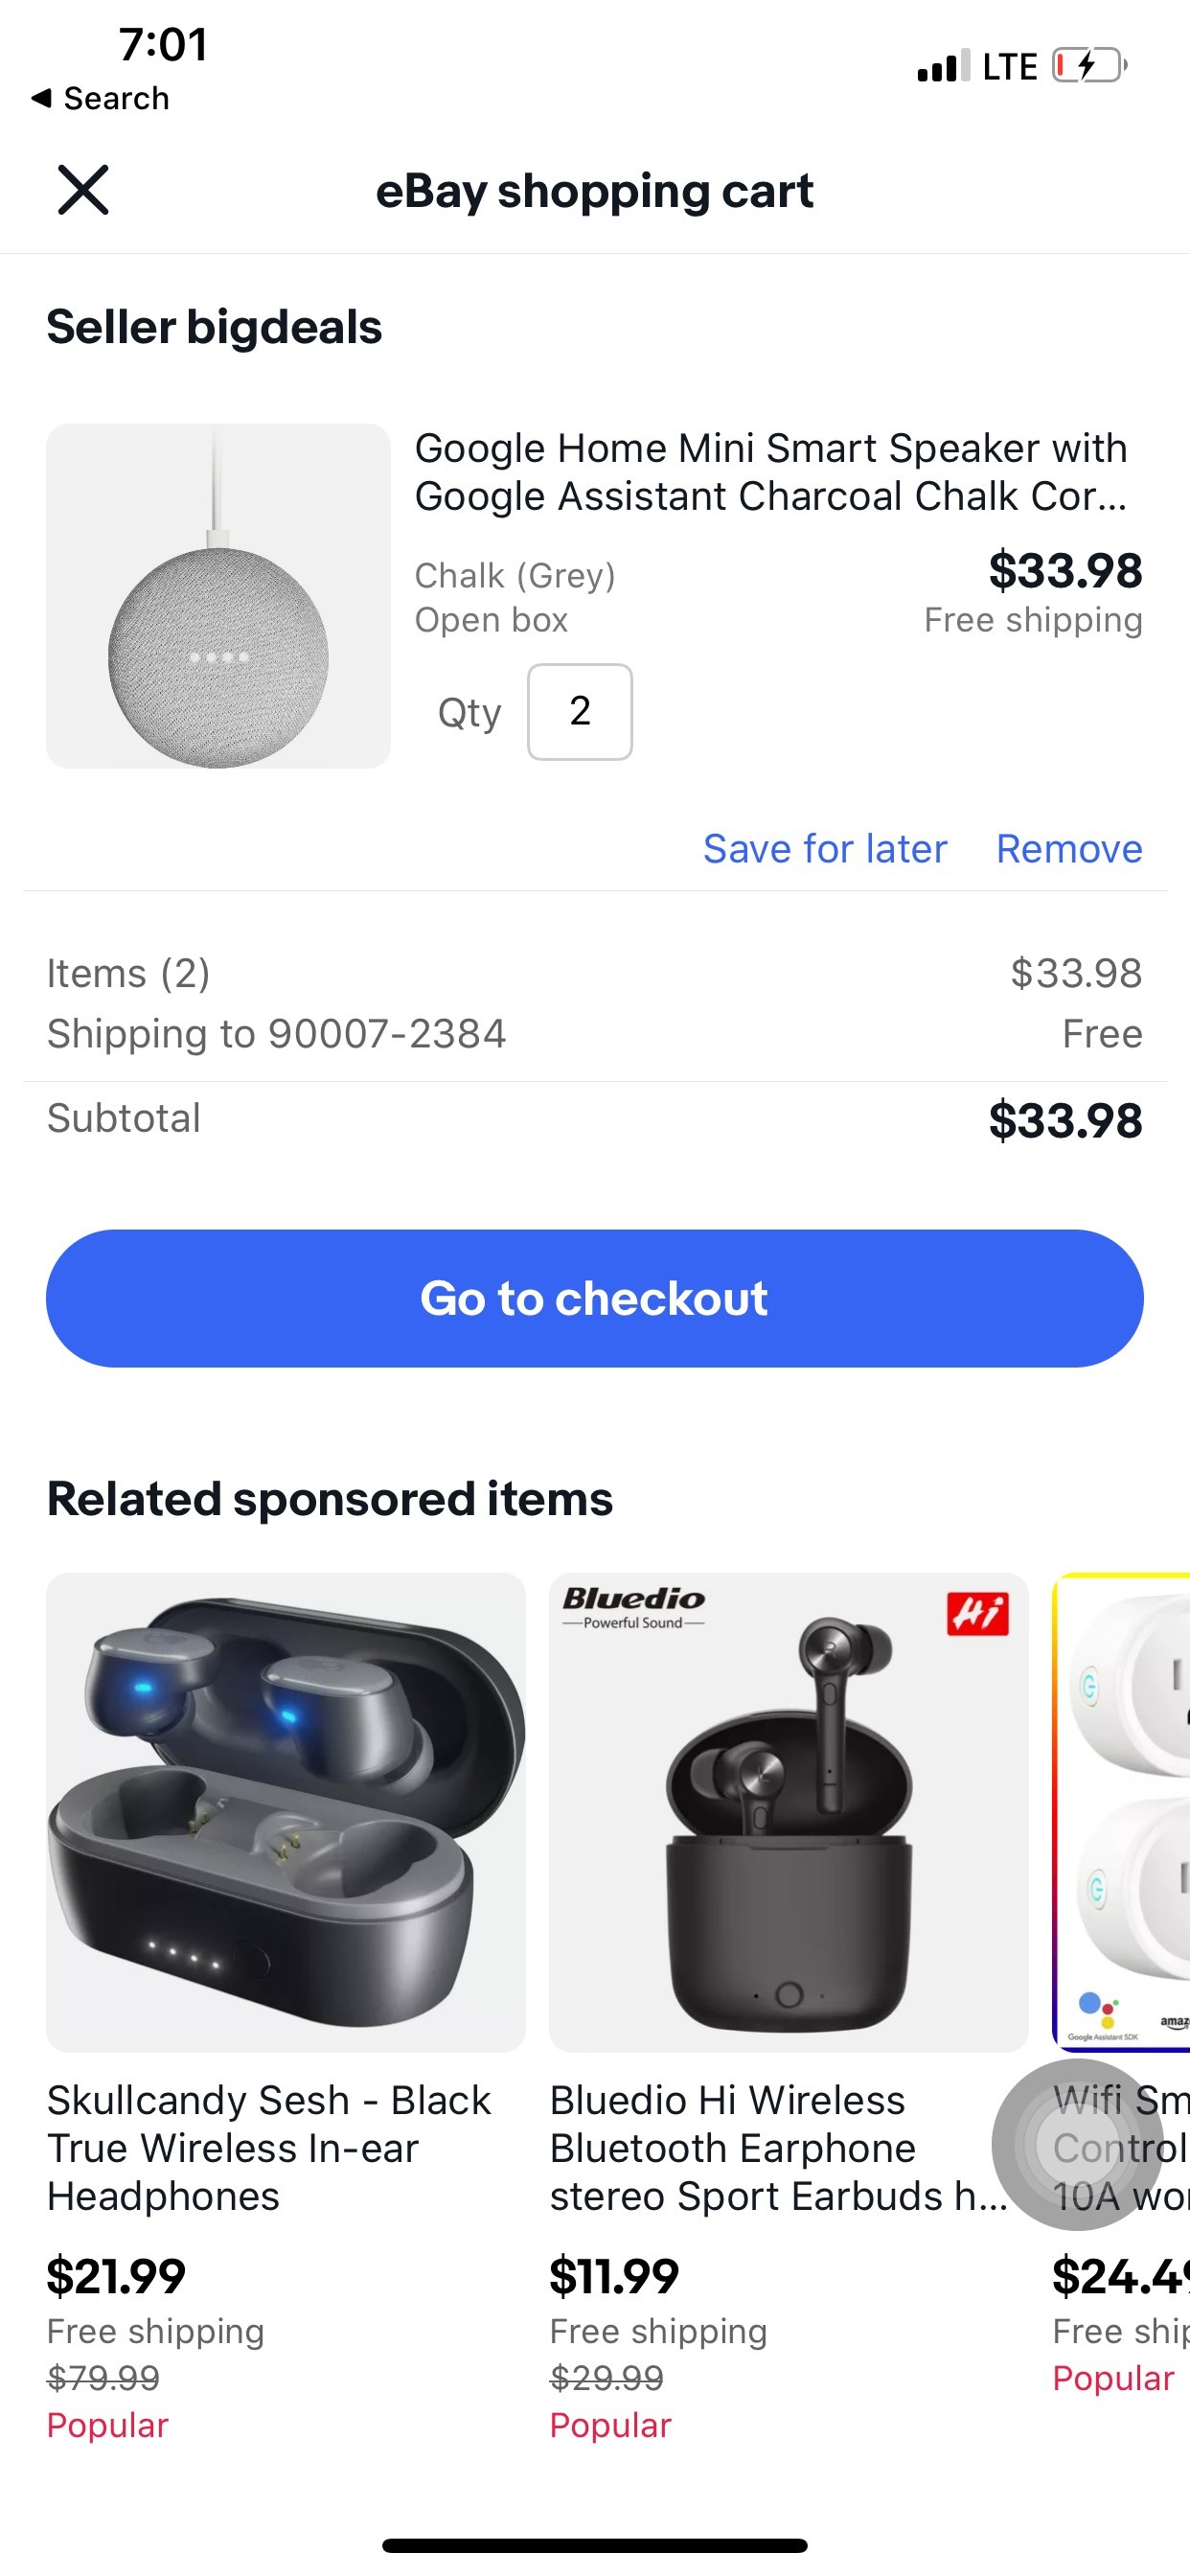 7:01
LTE
◀ Search
eBay shopping cart
Seller bigdeals
Google Home Mini Smart Speaker with
Google Assistant Charcoal Chalk Cor...
Chalk (Grey)
$33.98
Open box
Free shipping
Qty
2
Save for later
Remove
Items (2)
$33.98
Shipping to 90007-2384
Free
Subtotal
$33.98
Go to checkout
Related sponsored items
Bluedio
Powerful Sound
Hi
Google Assistant SDK
amaz
Skullcandy Sesh - Black
True Wireless In-ear
Headphones
$21.99
Free shipping
$79.99
Popular
Bluedio Hi Wireless
Bluetooth Earphone
stereo Sport Earbuds h...
$11.99
Free shipping
$29.99
Popular
Wifi Sm
Control
10A wor
$24.49
Free ship
Popular